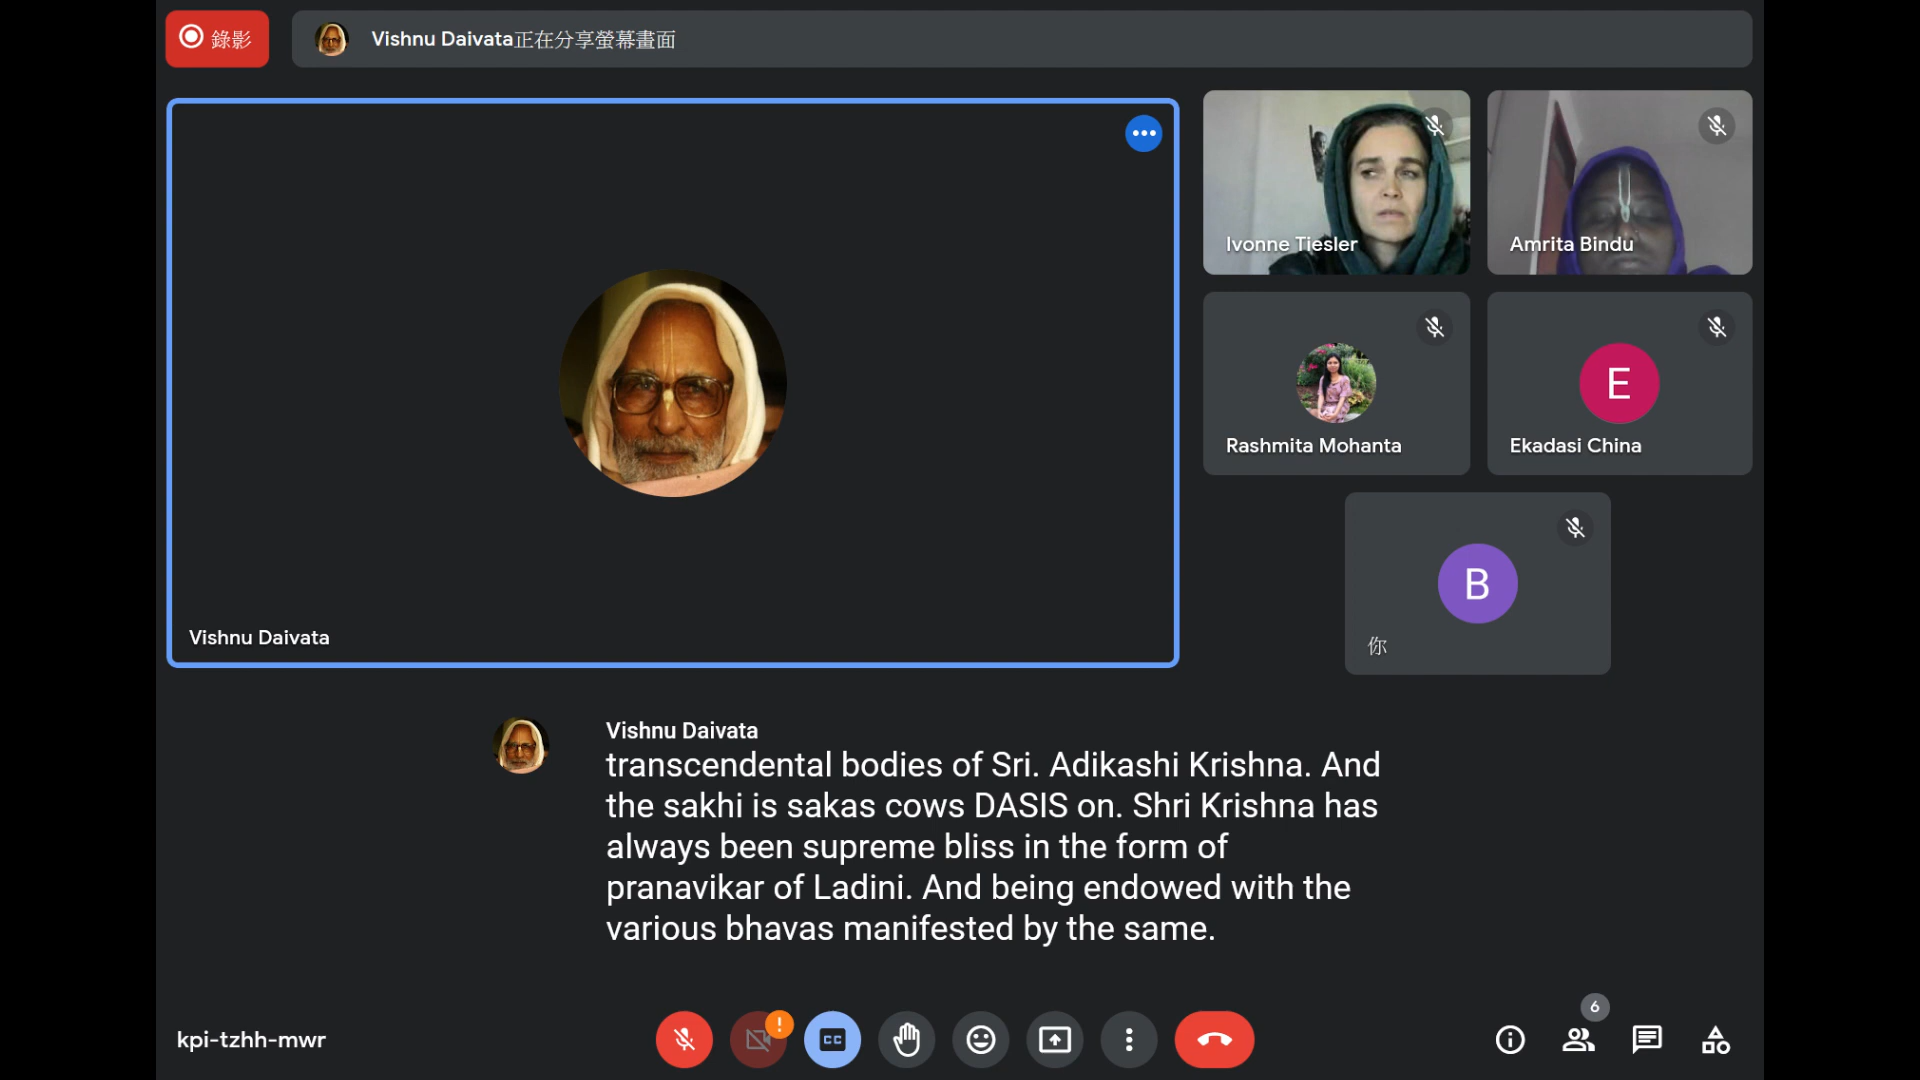 錄影
Vishnu Daivata正在分享螢幕畫面
Ivonne Tiesler
Amrita Bindu
Rashmita Mohanta
E
Ekadasi China
B
你
Vishnu Daivata
Vishnu Daivata
transcendental bodies of Sri. Adikashi Krishna. And
the sakhi is sakas cows DASIS on. Shri Krishna has
always been supreme bliss in the form of
pranavikar of Ladini. And being endowed with the
various bhavas manifested by the same.
kpi-tzhh-mwr
!
CC
6